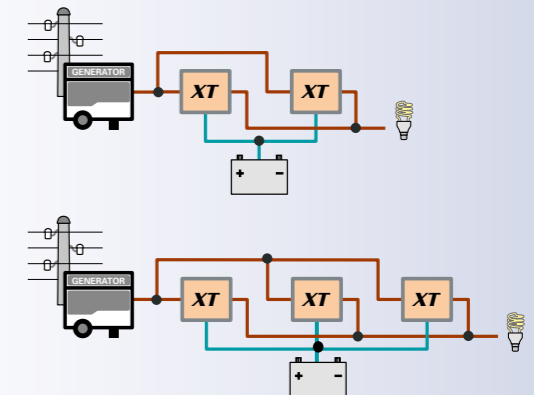 GENERATOR
XT XT
+ −
GENERATOR
XT XT XT
+ −